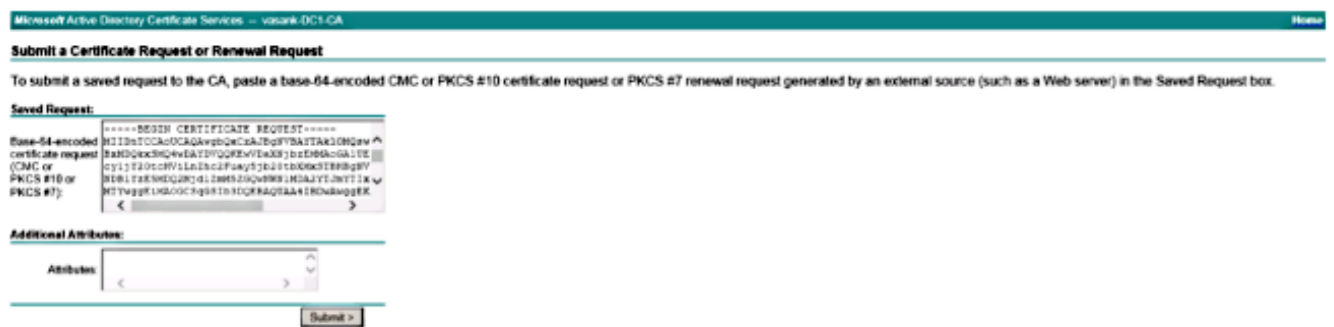 Microsoft Active Directory Certificate Services -- vasank-DC1-CA Home
Submit a Certificate Request or Renewal Request
To submit a saved request to the CA, paste a base-64-encoded CMC or PKCS #10 certificate request or PKCS #7 renewal request generated by an external source (such as a Web server) in the Saved Request box.
Saved Request:
Base-64-encoded
certificate request
(CMC or
PKCS #10 or
PKCS #7):
-----BEGIN CERTIFICATE REQUEST-----
Additional Attributes:
Attributes:
Submit >